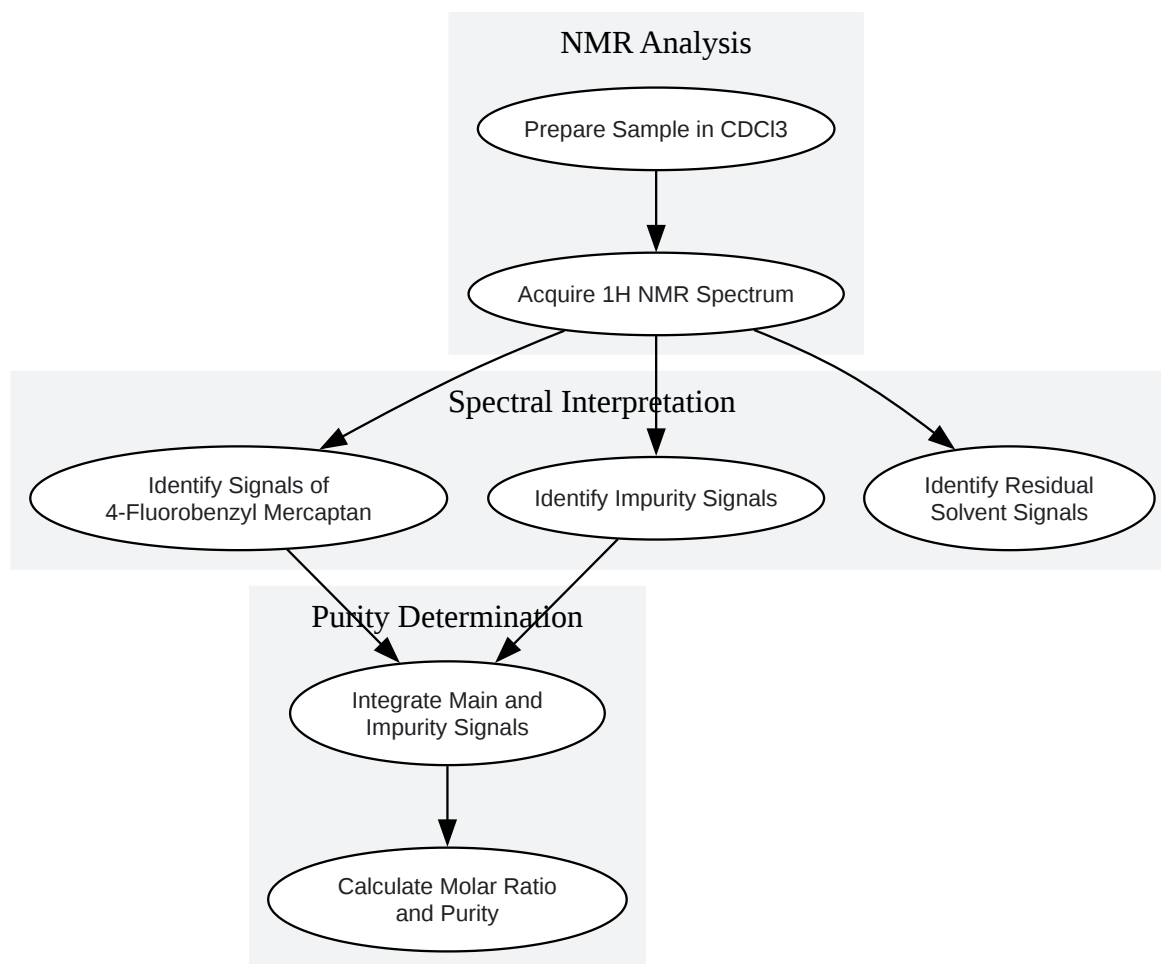 NMR Analysis
Prepare Sample in CDCl3
Acquire 1H NMR Spectrum
Spectral Interpretation
Identify Signals of
4-Fluorobenzyl Mercaptan
Identify Impurity Signals
Identify Residual
Solvent Signals
Purity Determination
Integrate Main and
Impurity Signals
Calculate Molar Ratio
and Purity